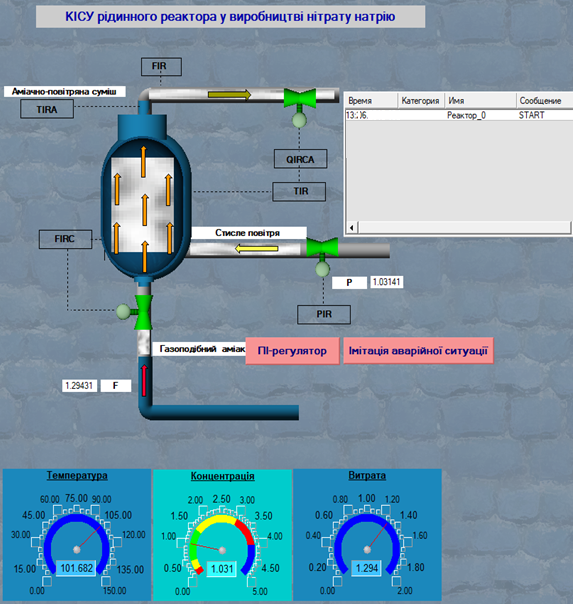 КІСУ рідинного реактора у виробництві нітрату натрію
FIR
Аміачно-повітряна суміш
TIRA
Время Категория Имя Сообщение
Реактор_0 START
QIRCA
TIR
FIRC
Стисле повітря
P 1.03141
PIR
Газоподібний аміак
ПІ-регулятор
Імітація аварійної ситуації
1.29431 F
Температура
0.00 15.00 30.00 45.00 60.00 75.00 90.00 105.00 120.00 135.00 150.00
101.682
Концентрація
0.00 0.50 1.00 1.50 2.00 2.50 3.00 3.50 4.00 4.50 5.00
1.031
Витрата
0.00 0.20 0.40 0.60 0.80 1.00 1.20 1.40 1.60 1.80 2.00
1.294